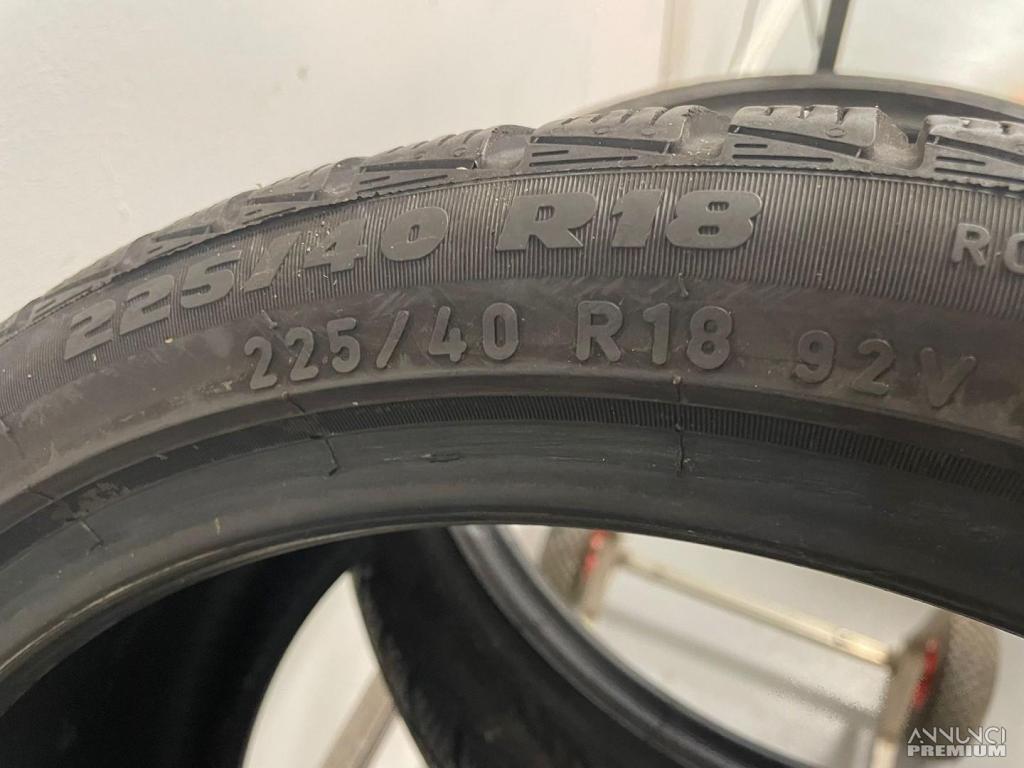 225/40 R18
225/40 R18 92V
ANNUNCI
PREMIUM